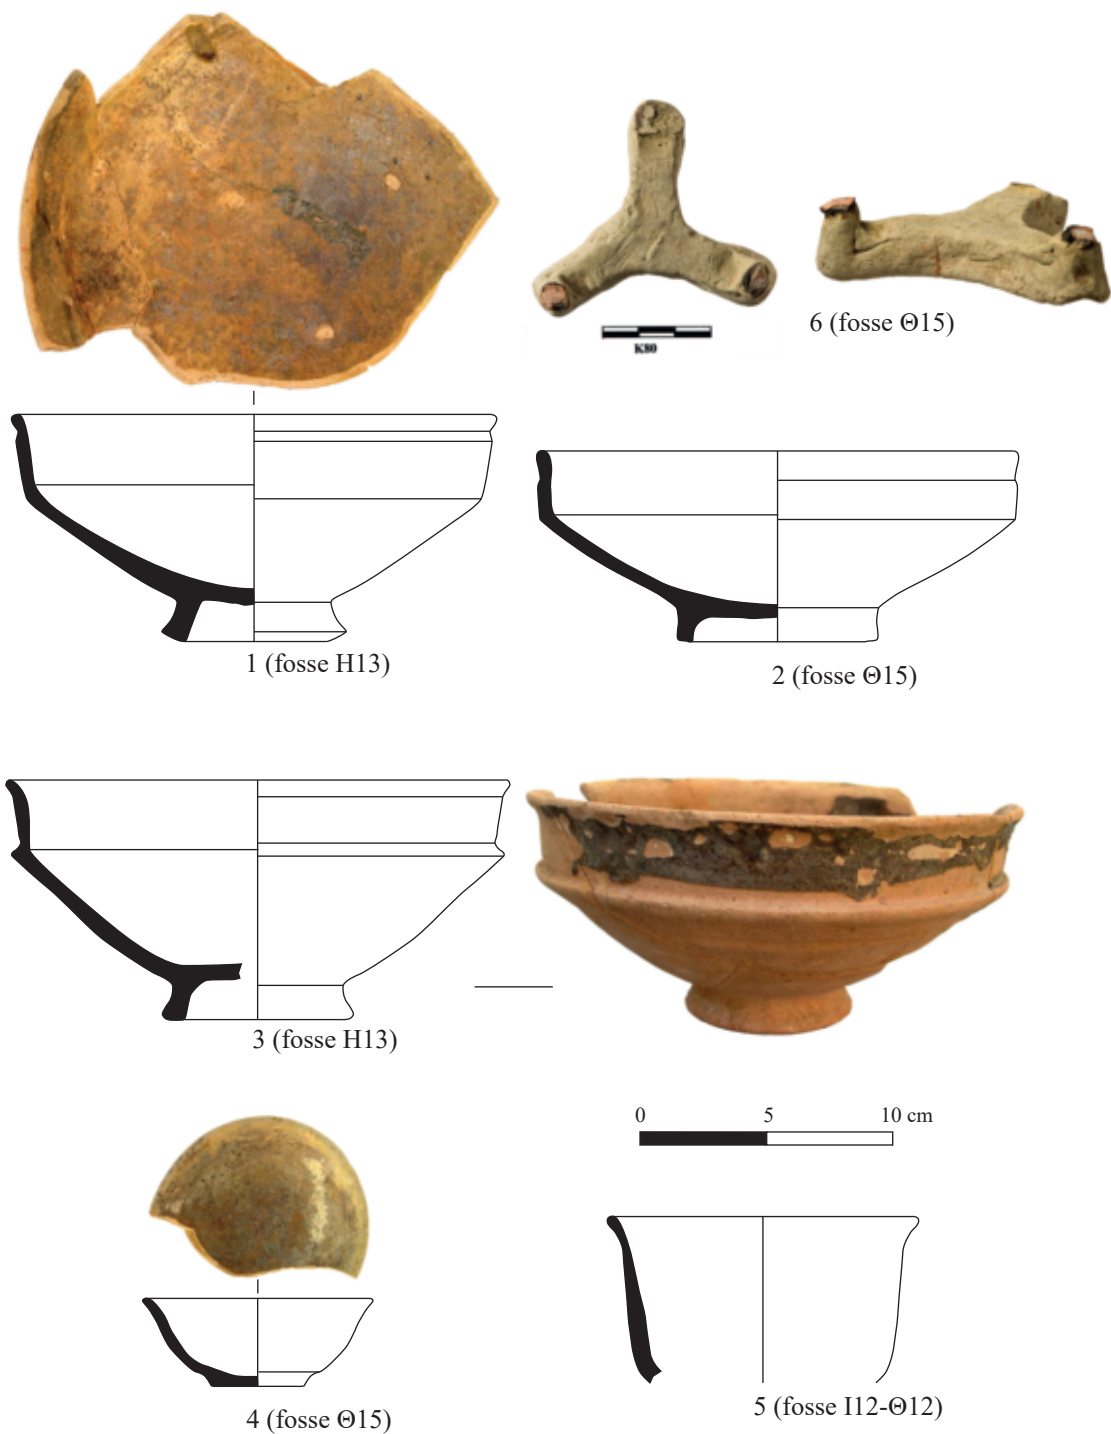 K80
6 (fosse Θ15)
1 (fosse H13)
2 (fosse Θ15)
3 (fosse H13)
0 5 10 cm
4 (fosse Θ15)
5 (fosse I12-Θ12)